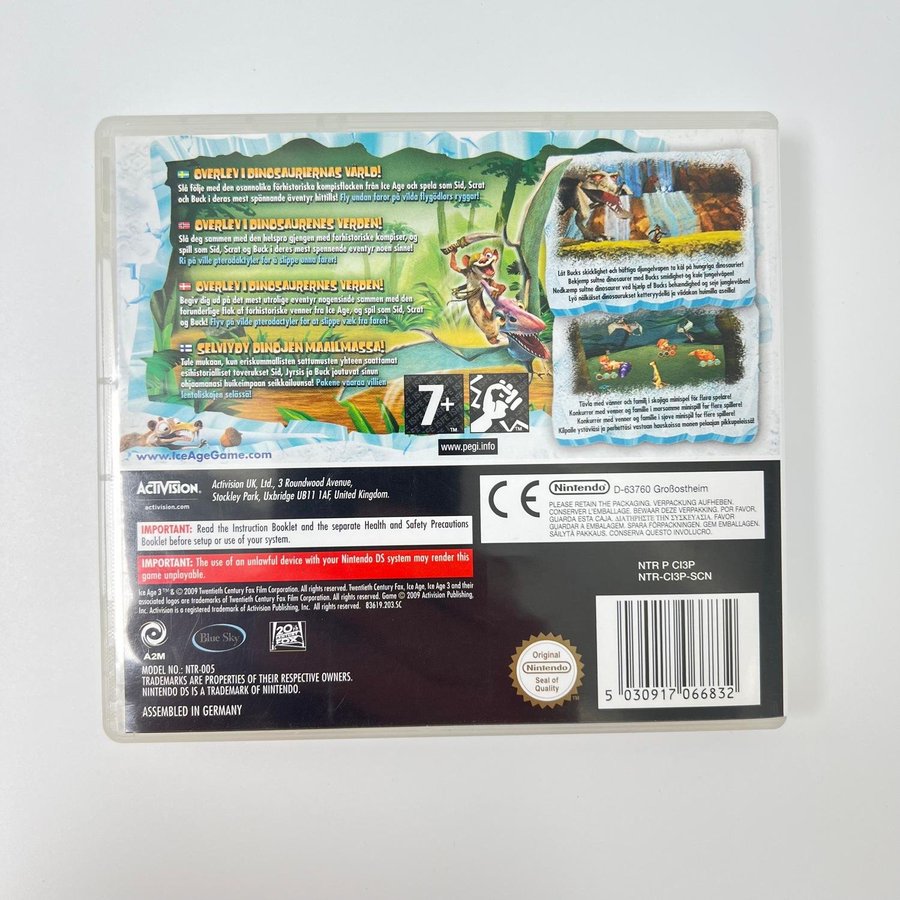 ÖVERLEV I DINOSAURIERNAS VÄRLD!
Slå följe med den osannolika förhistoriska kompisflocken från Ice Age och spela som Sid, Scrat
och Buck i deras mest spännande äventyr hittills! Fly undan faror på vilda flygödlors ryggar!
OVERLEV I DINOSAURENES VERDEN!
Slå deg sammen med den helspro gjengen med forhistoriske kompiser, og
spill som Sid, Scrat og Buck i deres mest spennende eventyr noen sinne!
Ri på ville pterodaktyler for å slippe unna farer!
OVERLEV I DINOSAURERNES VERDEN!
Begiv dig ud på det mest utrolige eventyr nogensinde sammen med den
forunderlige flok af forhistoriske venner fra Ice Age, og spil som Sid, Scrat
og Buck! Flyv på vilde pterodaktyler for at slippe væk fra farer!
SELVIYDY DINOJEN MAAILMASSA!
Tule mukaan, kun eriskummallisten sattumusten yhteen saattamat
esihistorialliset toverukset Sid, Jyrsis ja Buck joutuvat sinun
ohjaamanasi huikeimpaan seikkailuunsa! Pakene vaaraa villien
lentoliskojen selässä!
Låt Bucks skicklighet och häftiga djungelvapen ta kål på hungriga dinosaurier!
Bekjemp sultne dinosaurer med Bucks smidighet og kule jungelvåpen!
Nedkæmp sultne dinosaurer ved hjælp af Bucks behændighed og seje junglevåben!
Lyö nälkäiset dinosaurukset ketteryydellä ja viidakon hulmilla aseilla!
Tävla med vänner och familj i skojiga minispel för flera spelare!
Konkurrer med venner og familie i morsomme minispill for flere spillere!
Konkurrer med venner og familie i sjove minispil for flere spillere!
Kilpaile ystäviäsi ja perhettäsi vastaan hauskoissa monen pelaajan pikkupeleissä!
7+
www.pegi.info
www.IceAgeGame.com
ACTIVISION.
activision.com
Activision UK, Ltd., 3 Roundwood Avenue,
Stockley Park, Uxbridge UB11 1AF, United Kingdom.
IMPORTANT: Read the Instruction Booklet and the separate Health and Safety Precautions
Booklet before setup or use of your system.
IMPORTANT: The use of an unlawful device with your Nintendo DS system may render this
game unplayable.
Ice Age 3 ™ & © 2009 Twentieth Century Fox Film Corporation. All rights reserved. Twentieth Century Fox, Ice Age, Ice Age 3 and their
associated logos are trademarks of Twentieth Century Fox Film Corporation. Game © 2009 Activision Publishing,
Inc. Activision is a registered trademark of Activision Publishing, Inc. All rights reserved. 83619.203.SC
A2M
Blue Sky
20th
CENTURY
FOX
MODEL NO.: NTR-005
TRADEMARKS ARE PROPERTIES OF THEIR RESPECTIVE OWNERS.
NINTENDO DS IS A TRADEMARK OF NINTENDO.
ASSEMBLED IN GERMANY
CE
Nintendo D-63760 Großostheim
PLEASE RETAIN THE PACKAGING. VERPACKUNG AUFHEBEN.
CONSERVER L'EMBALLAGE. BEWAAR DEZE VERPAKKING. POR FAVOR,
GUARDA ESTA CAJA. ΔΙΑΤΗΡΗΣΤΕ ΤΗΝ ΣΥΣΚΕΥΑΣΙΑ. FAVOR
GUARDAR A EMBALAGEM. SPARA FÖRPACKNINGEN. GEM EMBALLAGEN.
SÄILYTÄ PAKKAUS. CONSERVA QUESTO INVOLUCRO.
NTR P CI3P
NTR-CI3P-SCN
Original
Nintendo
Seal of
Quality
TM
5 030917 066832